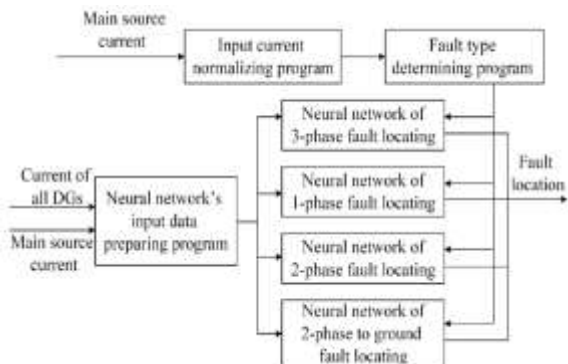 Main source
current
Input current
normalizing program
Fault type
determining program
Neural network of
3-phase fault locating
Neural network of
1-phase fault locating
Neural network of
2-phase fault locating
Neural network of
2-phase to ground
fault locating
Current of
all DGs
Main source
current
Neural network's
input data
preparing program
Fault
location